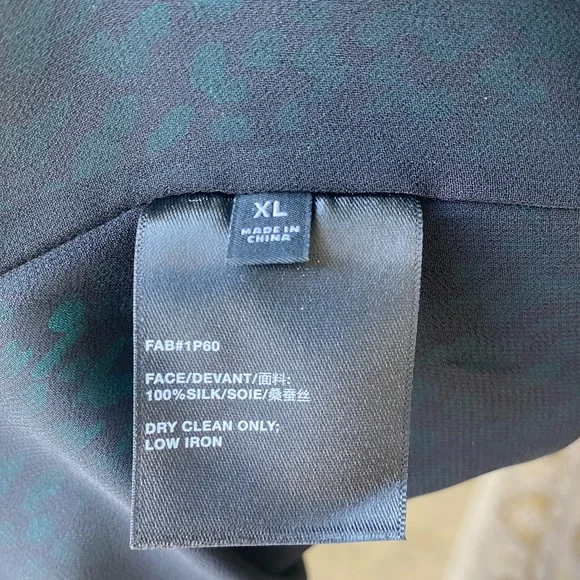 XL
MADE IN
CHINA
FAB#1P60
FACE/DEVANT/面料:
100%SILK/SOIE/桑蚕丝
DRY CLEAN ONLY;
LOW IRON